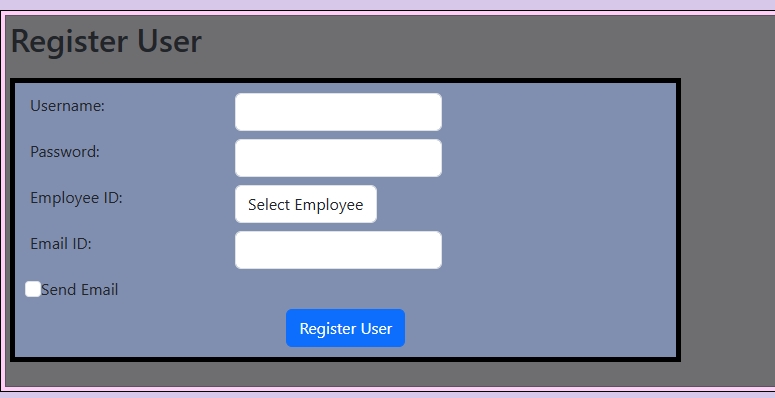 Register User
Username:
Password:
Employee ID: Select Employee
Email ID:
Send Email
Register User